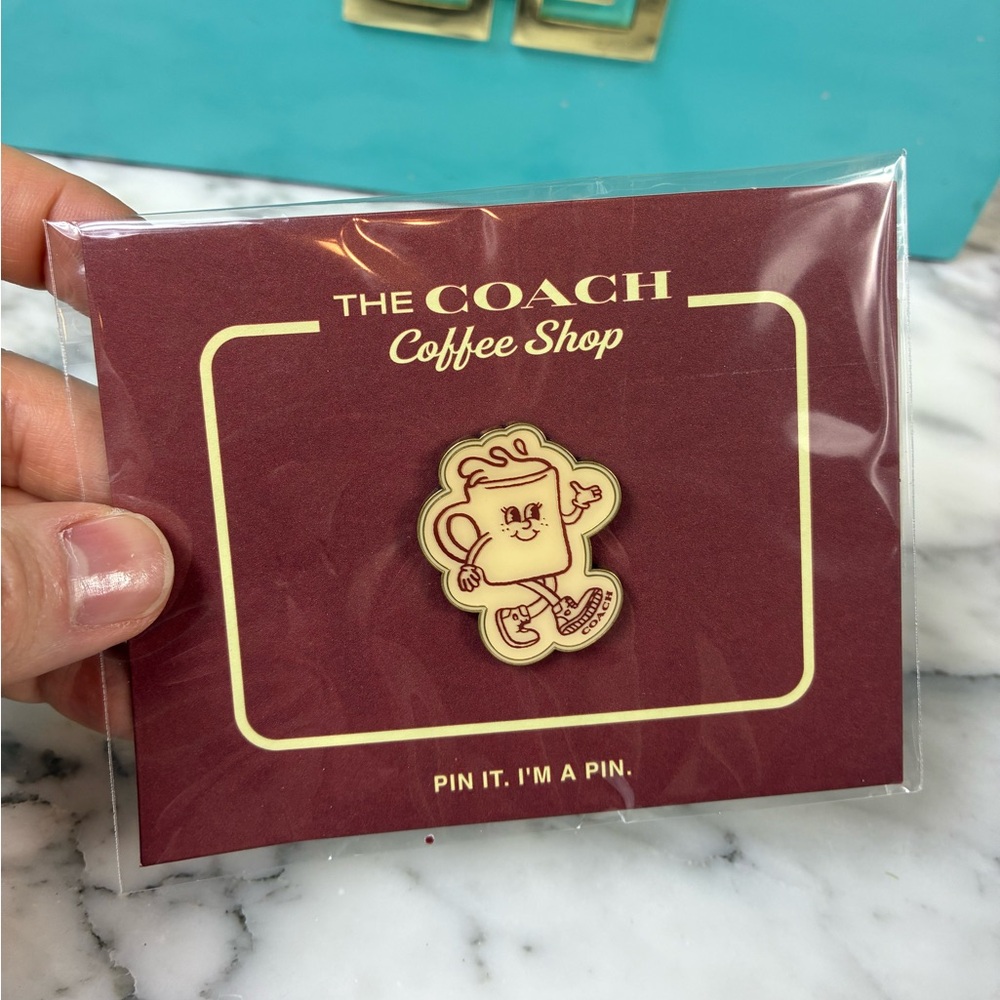 THE COACH
Coffee Shop
COACH
PIN IT. I'M A PIN.